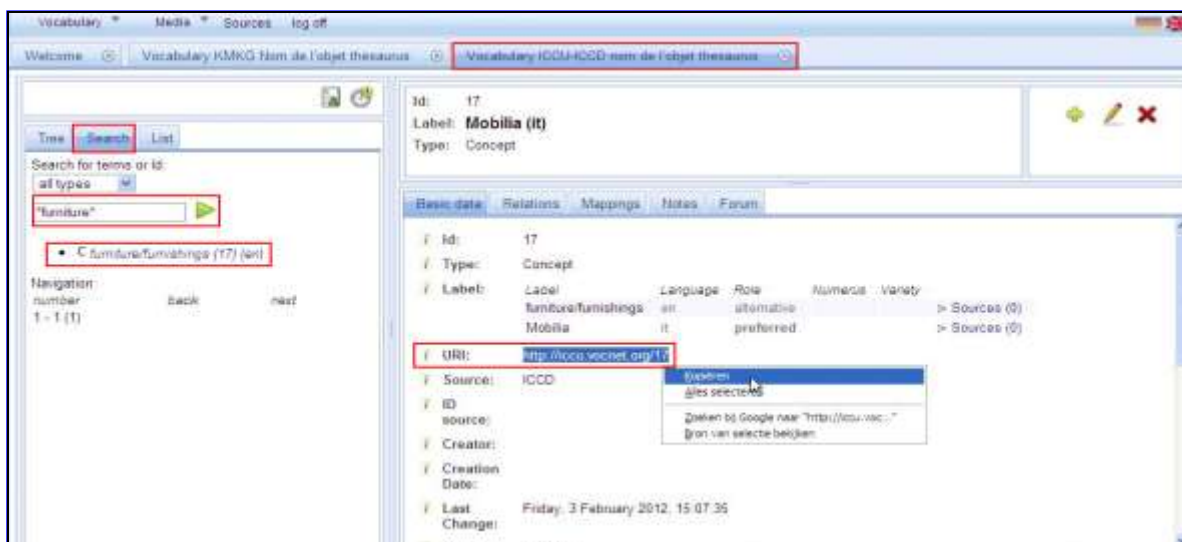 Vocabulary Media Sources log off
Welcome Vocabulary KMKG Nom de l'objet thesaurus Vocabulary ICCU-ICCD nom de l'objet thesaurus
Tree Search List
Search for terms or id:
all types
"furniture"
C furniture/furnishings (17) (en)
Navigation
number back next
1 - 1 (1)
Id: 17
Label: Mobilia (it)
Type: Concept
Basic data Relations Mappings Notes Forum
i Id: 17
i Type: Concept
i Label: Label Language Role Numerus Variety
furniture/furnishings en alternative > Sources (0)
Mobilia it preferred > Sources (0)
i URI: http://iccu.vocnet.org/17
i Source: ICCD
i ID
source:
i Creator:
i Creation
Date:
i Last
Change: Friday, 3 February 2012, 15:07:35
Kopiëren
Alles selecteren
Zoeken bij Google naar "http://iccu.voc..."
Bron van selectie bekijken